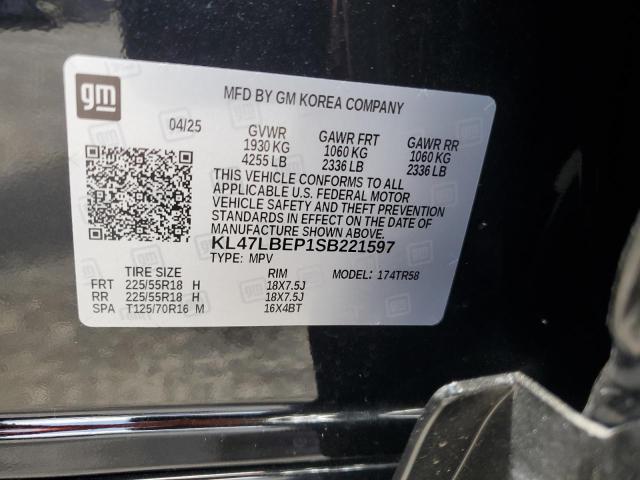 gm
MFD BY GM KOREA COMPANY
04/25 GVWR GAWR FRT GAWR RR
1930 KG 1060 KG 1060 KG
4255 LB 2336 LB 2336 LB
THIS VEHICLE CONFORMS TO ALL
APPLICABLE U.S. FEDERAL MOTOR
VEHICLE SAFETY AND THEFT PREVENTION
STANDARDS IN EFFECT ON THE DATE OF
MANUFACTURE SHOWN ABOVE.
KL47LBEP1SB221597
TYPE: MPV
TIRE SIZE RIM MODEL: 174TR58
FRT 225/55R18 H 18X7.5J
RR 225/55R18 H 18X7.5J
SPA T125/70R16 M 16X4BT